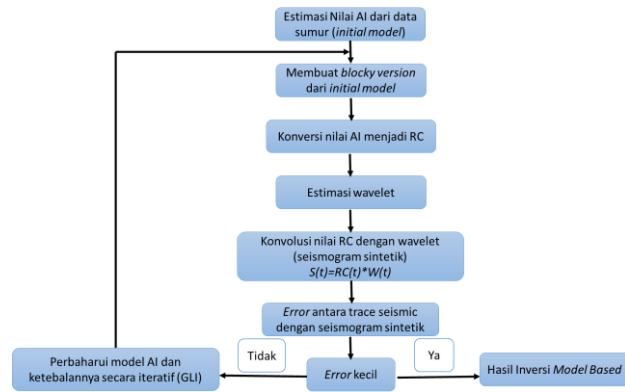 Estimasi Nilai AI dari data
sumur (initial model)
Membuat blocky version
dari initial model
Konversi nilai AI menjadi RC
Estimasi wavelet
Konvolusi nilai RC dengan wavelet
(seismogram sintetik)
S(t)=RC(t)*W(t)
Error antara trace seismic
dengan seismogram sintetik
Tidak
Ya
Perbaharui model AI dan
ketebalannya secara iteratif (GLI)
Error kecil
Hasil Inversi Model Based